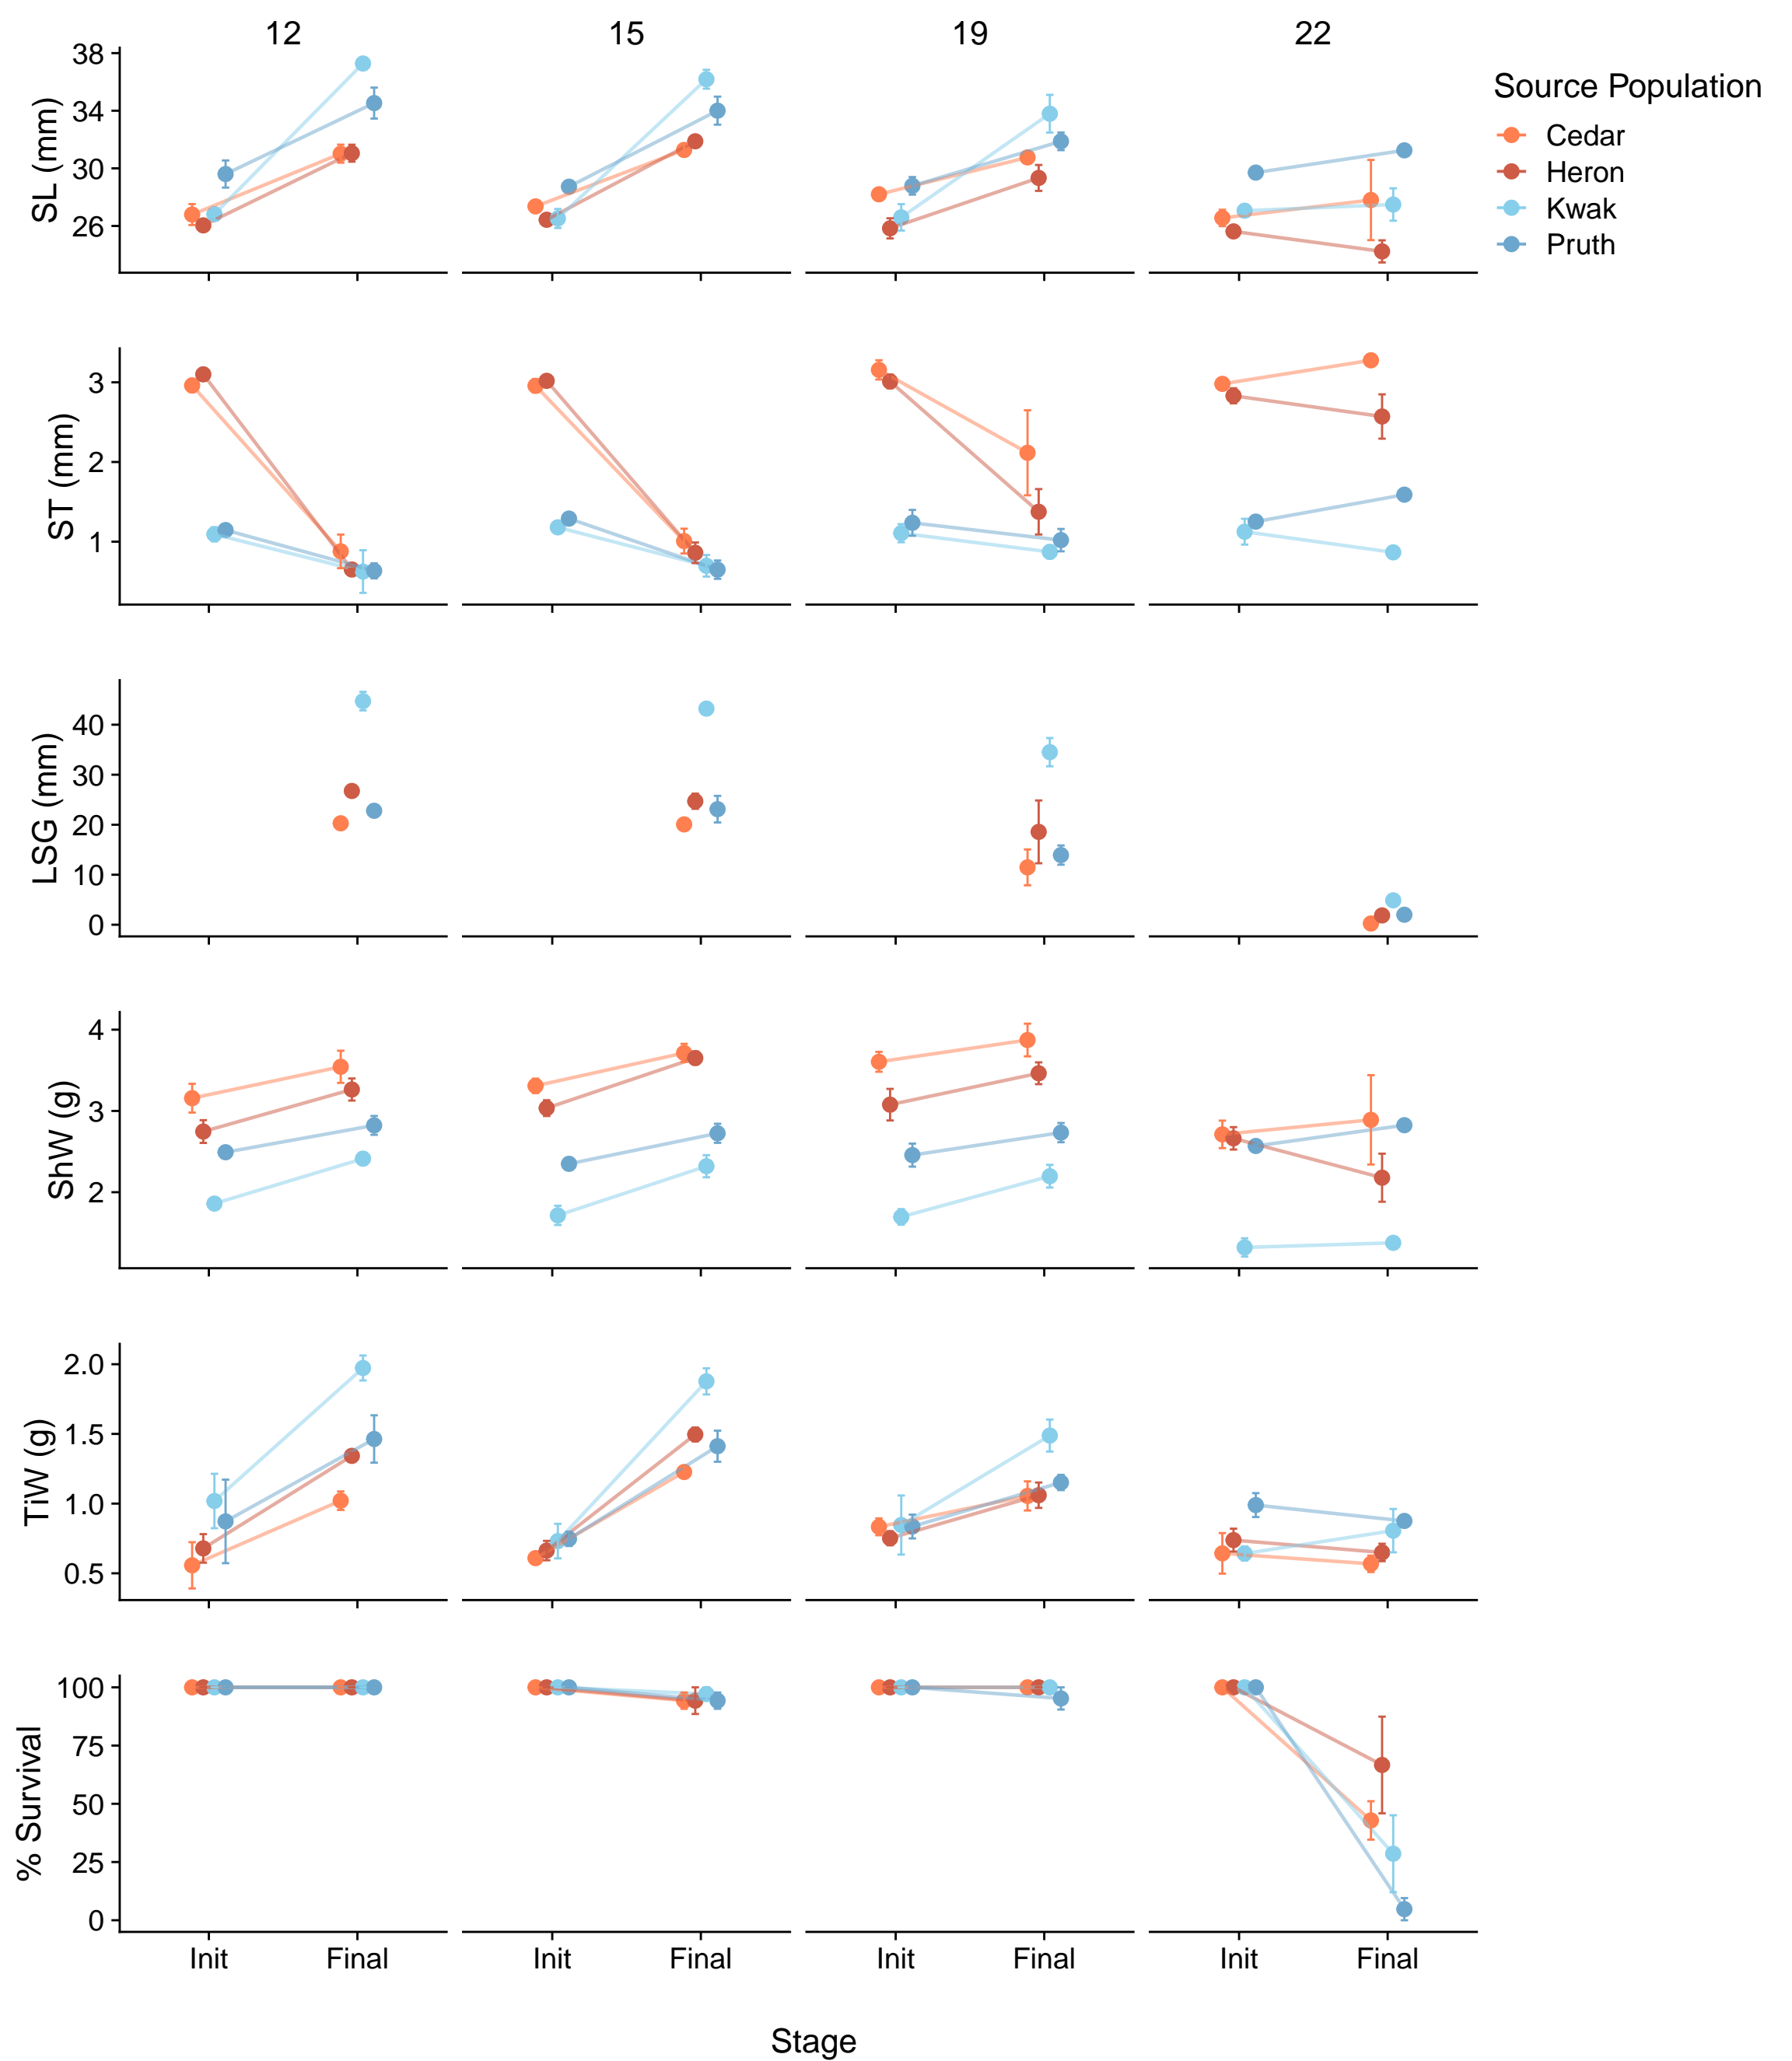 12 15 19 22
SL (mm)
38
34
30
26
Source Population
Cedar
Heron
Kwak
Pruth
ST (mm)
3
2
1
LSG (mm)
40
30
20
10
0
ShW (g)
4
3
2
TiW (g)
2.0
1.5
1.0
0.5
% Survival
100
75
50
25
0
Init Final Init Final Init Final Init Final
Stage